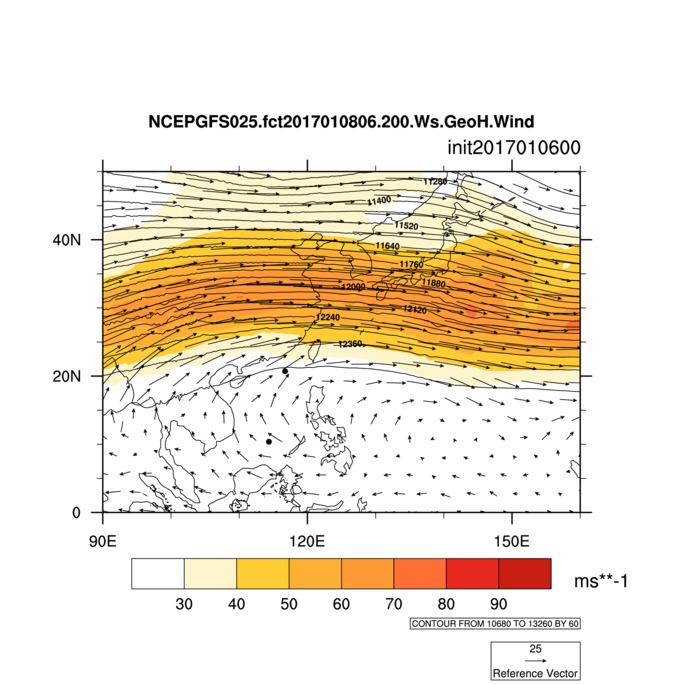 NCEPGFS025.fct2017010806.200.Ws.GeoH.Wind
init2017010600
11280
11400
11520
40N
11640
11760
11880
12000
12120
12240
12360
20N
0
90E 120E 150E
ms**-1
30 40 50 60 70 80 90
CONTOUR FROM 10680 TO 13260 BY 60
25
Reference Vector